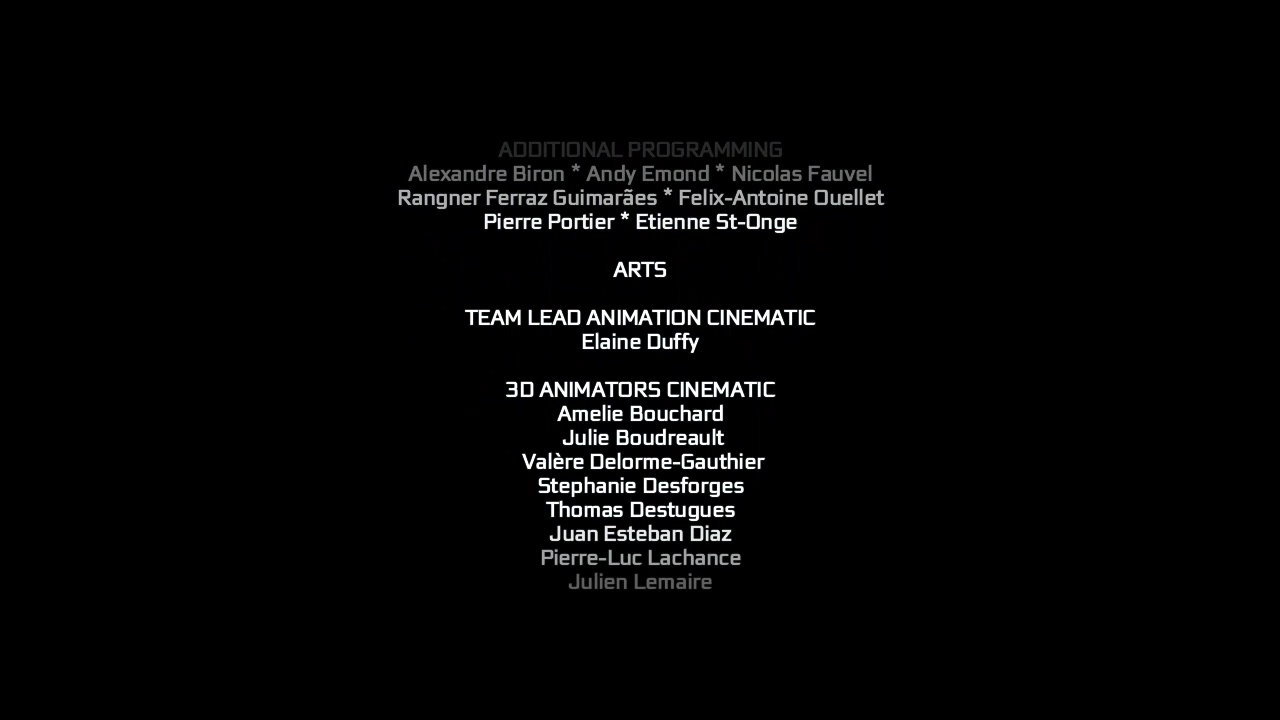 ADDITIONAL PROGRAMMING
Alexandre Biron * Andy Emond * Nicolas Fauvel
Rangner Ferraz Guimarães * Felix-Antoine Ouellet
Pierre Portier * Etienne St-Onge
ARTS
TEAM LEAD ANIMATION CINEMATIC
Elaine Duffy
3D ANIMATORS CINEMATIC
Amelie Bouchard
Julie Boudreault
Valère Delorme-Gauthier
Stephanie Desforges
Thomas Destugues
Juan Esteban Diaz
Pierre-Luc Lachance
Julien Lemaire